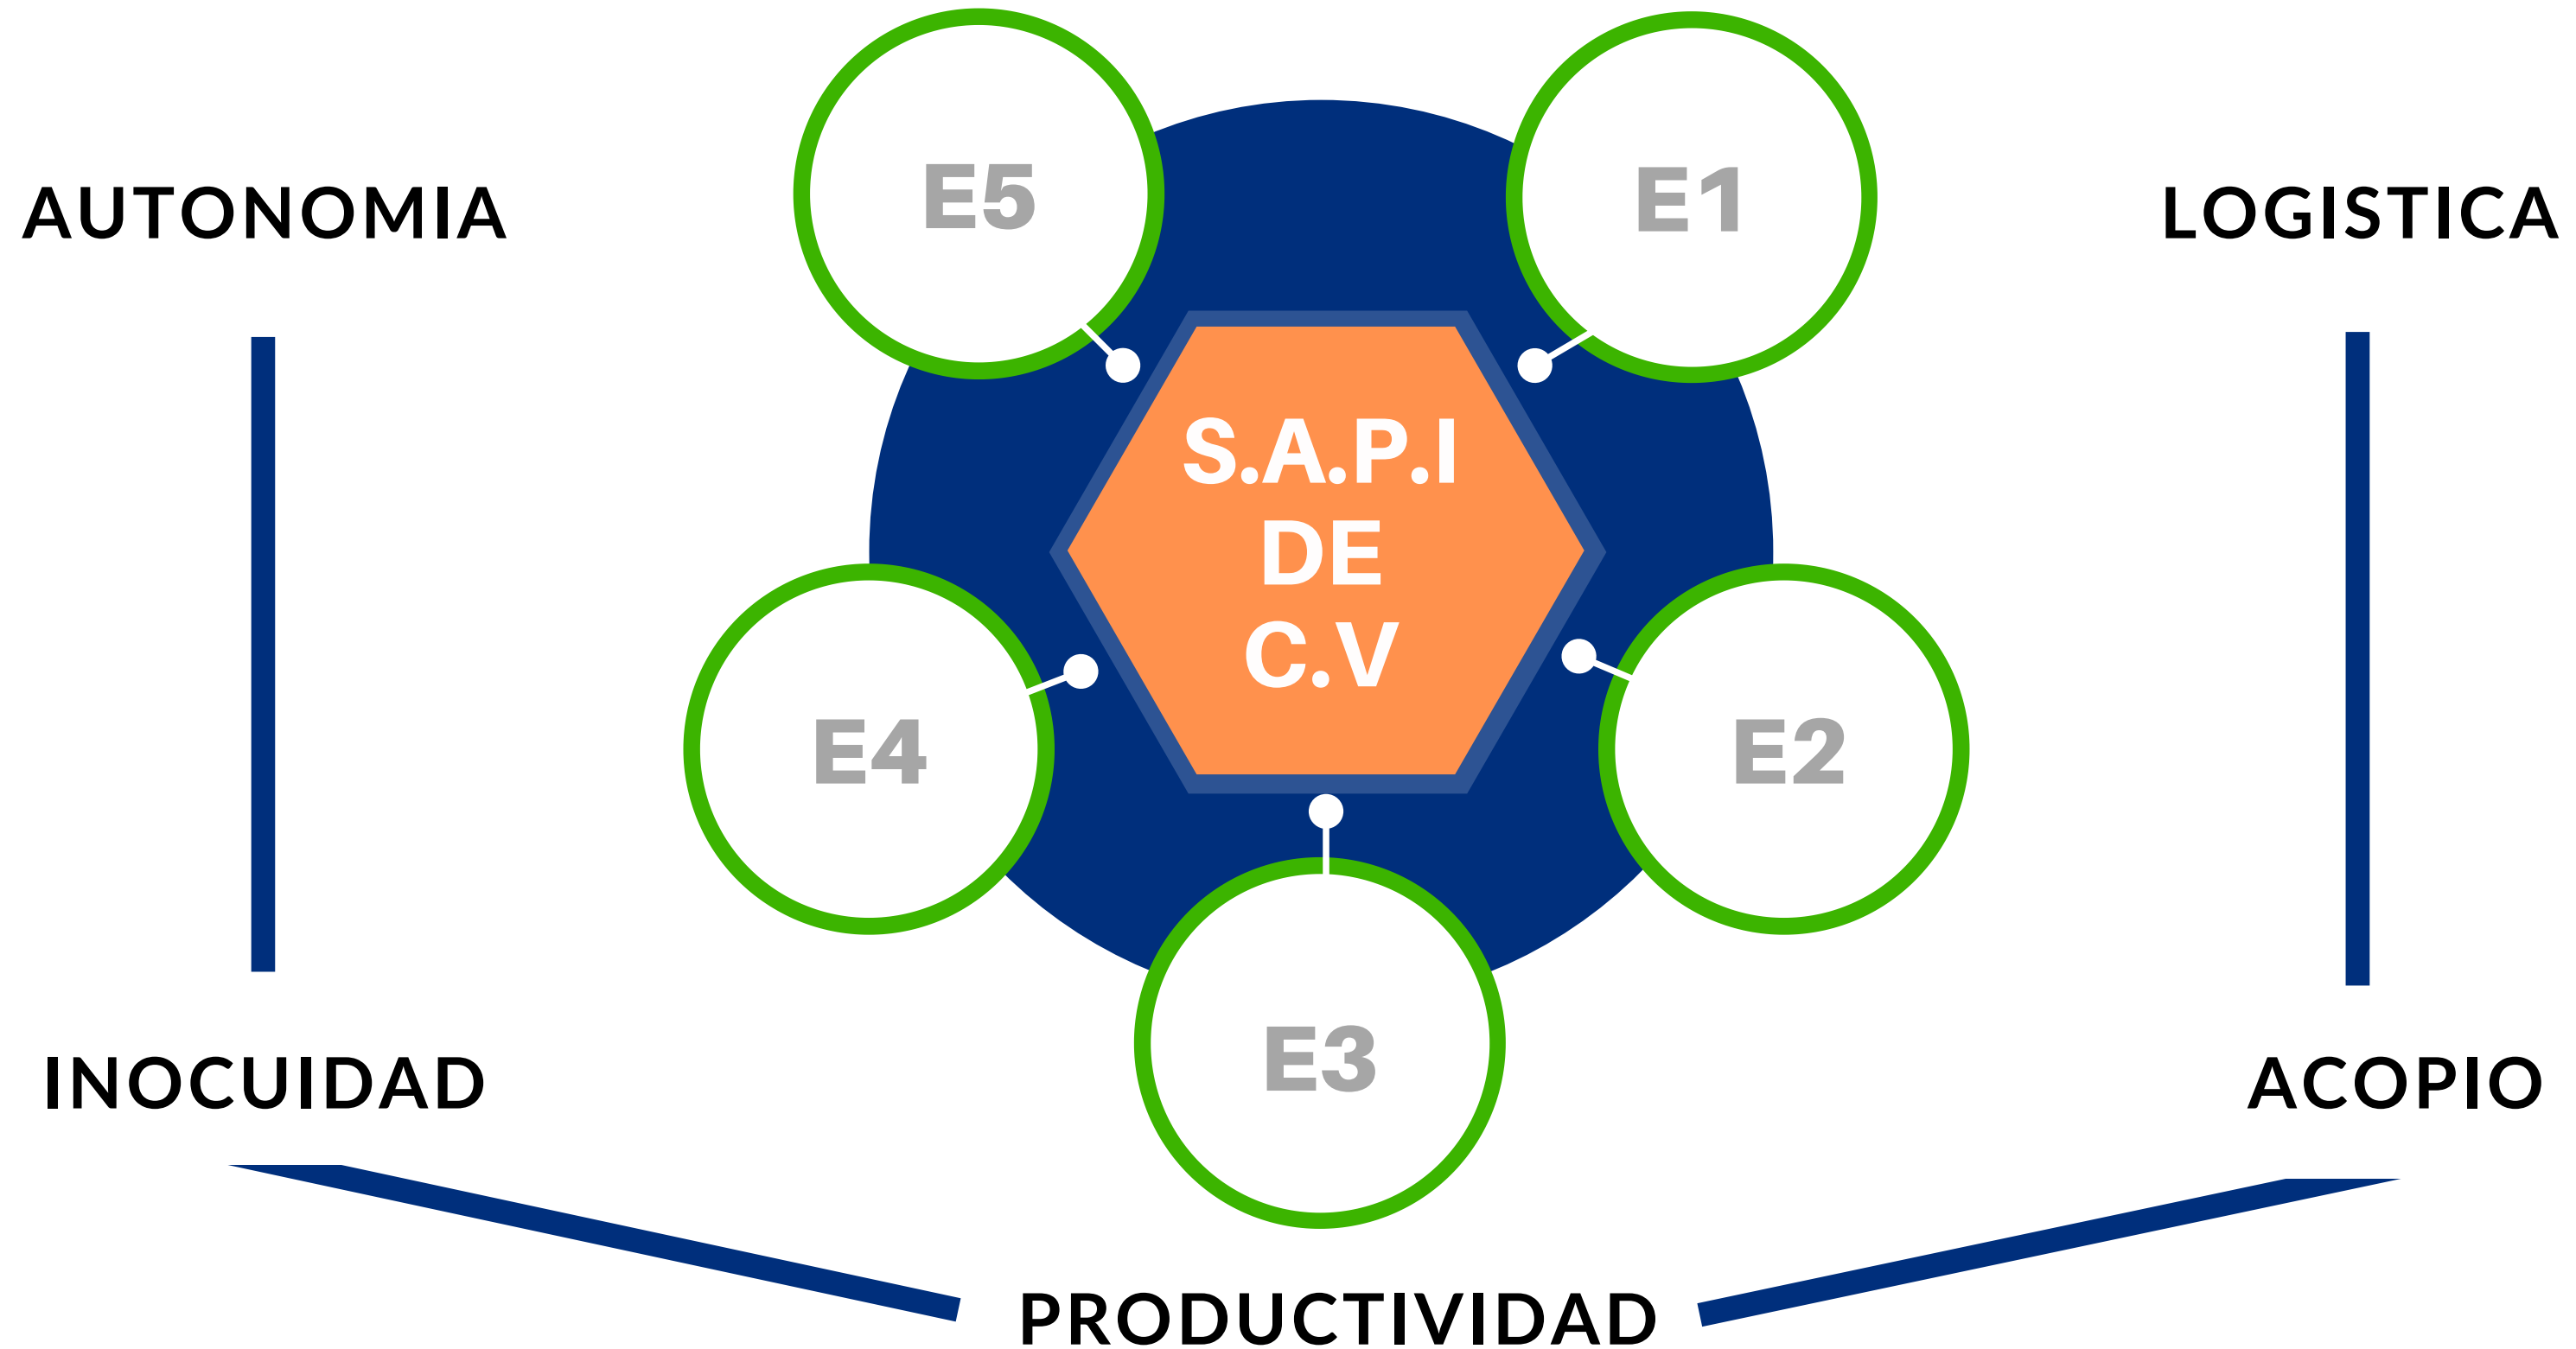 E5
E1
AUTONOMIA
LOGISTICA
S.A.P.I
DE
C.V
E4
E2
E3
INOCUIDAD
ACOPIO
PRODUCTIVIDAD